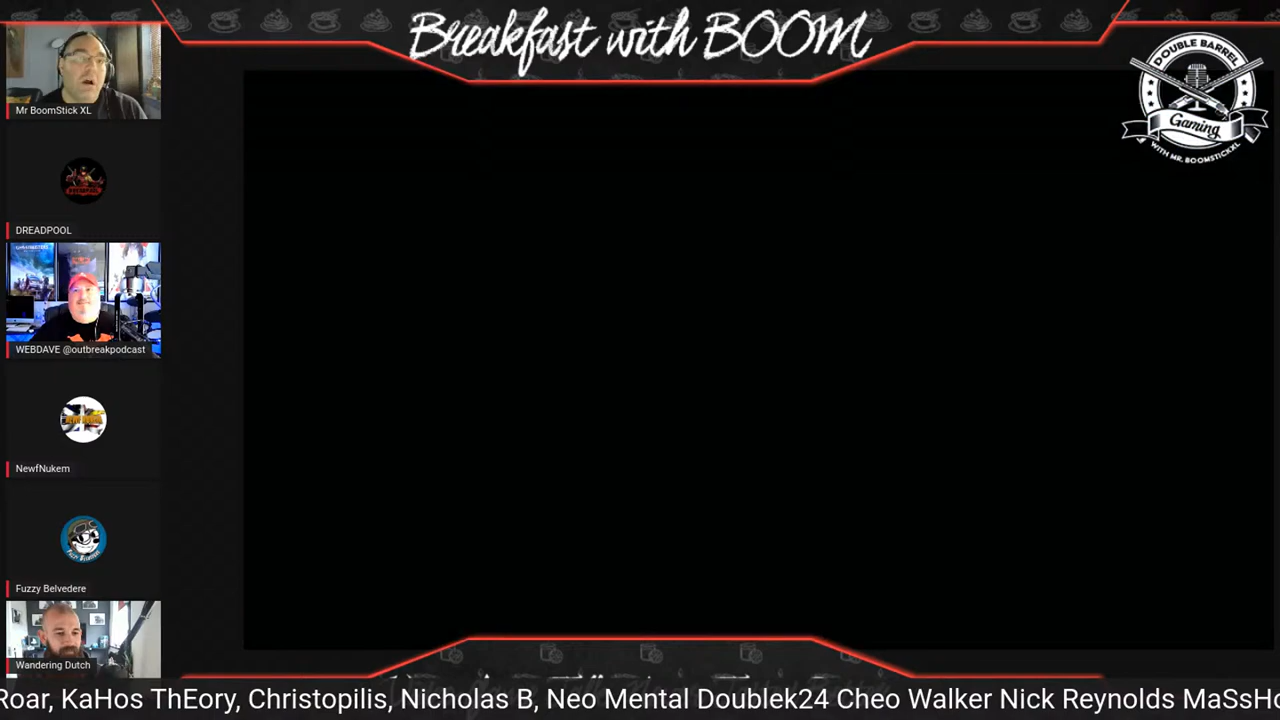 Breakfast with BOOM
DOUBLE BARREL
Gaming
WITH MR. BOOMSTICKXL
Mr BoomStick XL
DREADPOOL
WEBDAVE @outbreakpodcast
NewfNukem
Fuzzy Belvedere
Wandering Dutch
Roar, KaHos ThEory, Christopilis, Nicholas B, Neo Mental Doublek24 Cheo Walker Nick Reynolds MaSsHo